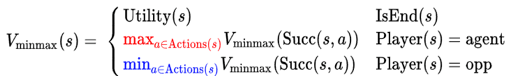 Utility(s) IsEnd(s)
V_minmax(s) = { max_{a∈Actions(s)} V_minmax(Succ(s, a)) Player(s) = agent
min_{a∈Actions(s)} V_minmax(Succ(s, a)) Player(s) = opp